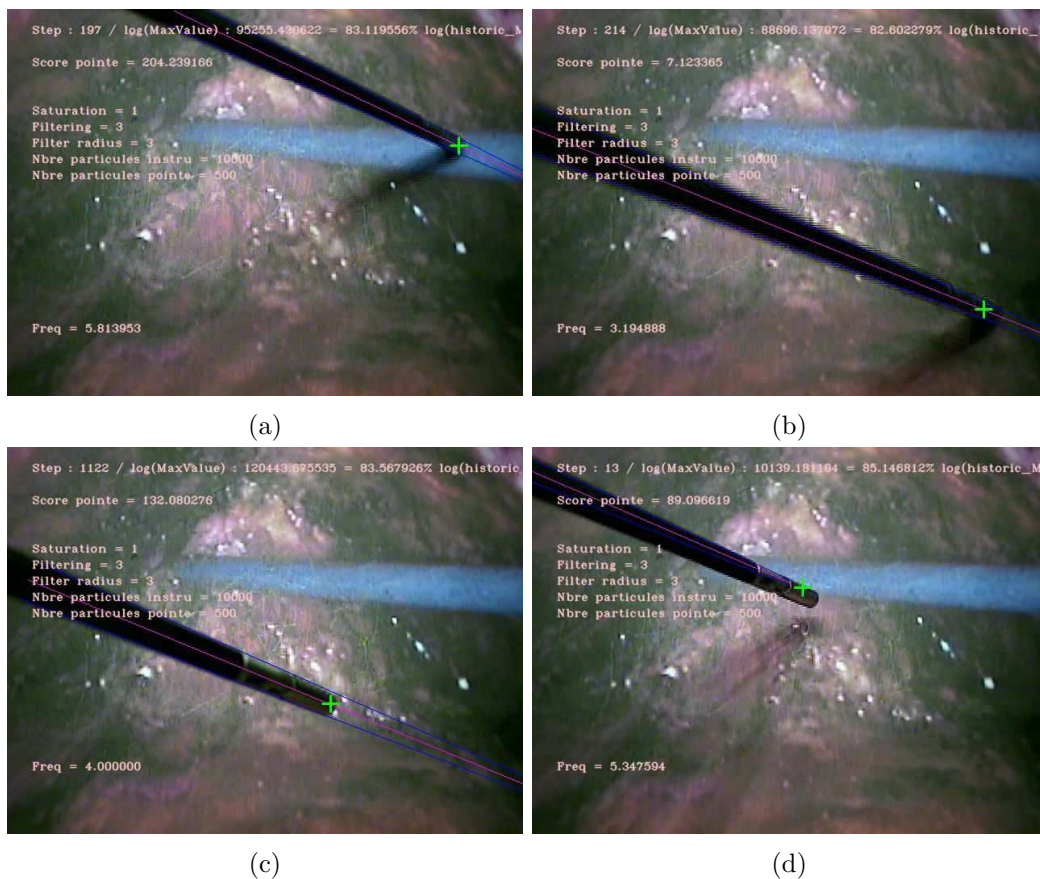 Step : 197 / log(MaxValue) : 95255.430622 = 83.119556% log(historic_M
Score pointe = 204.239166
Saturation = 1
Filtering = 3
Filter radius = 3
Nbre particules instru = 10000
Nbre particules pointe = 500
Freq = 5.813953
(a)
Step : 214 / log(MaxValue) : 88696.137072 = 82.602279% log(historic_
Score pointe = 7.123365
Saturation = 1
Filtering = 3
Filter radius = 3
Nbre particules instru = 10000
Nbre particules pointe = 500
Freq = 3.194888
(b)
Step : 1122 / log(MaxValue) : 120443.675535 = 83.567926% log(historic
Score pointe = 132.080276
Saturation = 1
Filtering = 3
Filter radius = 3
Nbre particules instru = 10000
Nbre particules pointe = 500
Freq = 4.000000
(c)
Step : 13 / log(MaxValue) : 10139.181184 = 85.146812% log(historic_M
Score pointe = 89.096619
Saturation = 1
Filtering = 3
Filter radius = 3
Nbre particules instru = 10000
Nbre particules pointe = 500
Freq = 5.347594
(d)